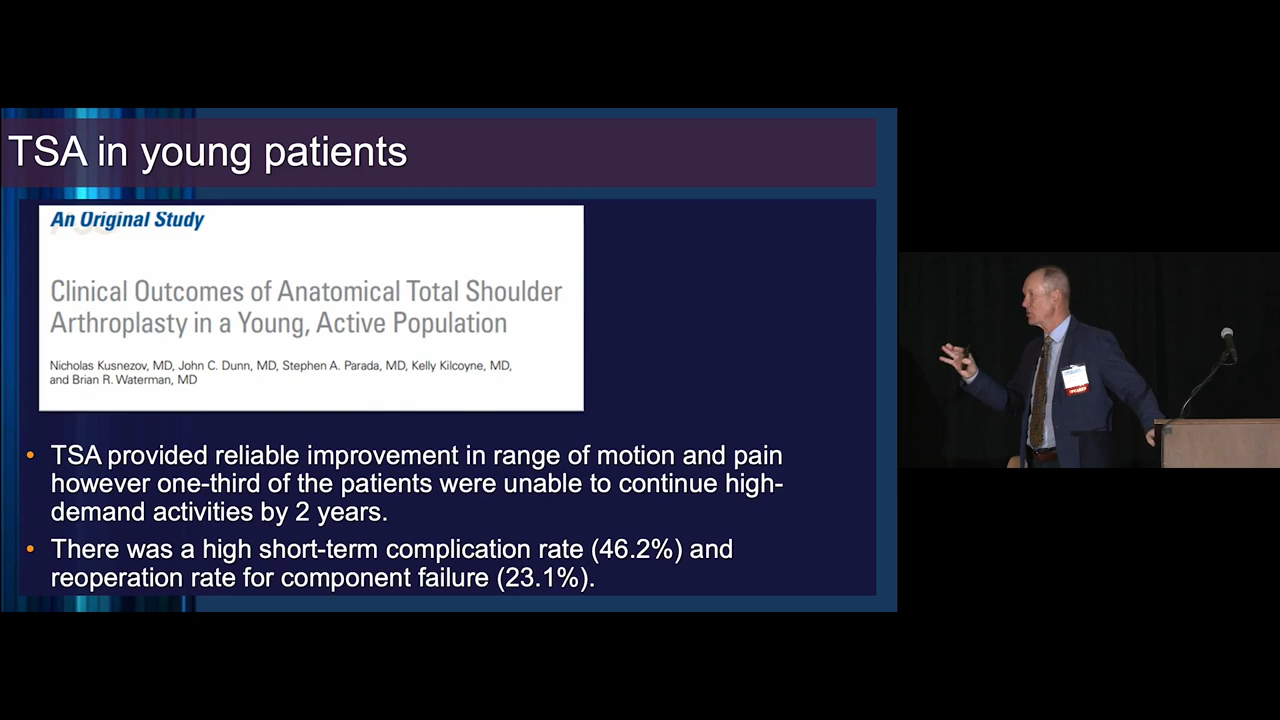 TSA in young patients
An Original Study
Clinical Outcomes of Anatomical Total Shoulder
Arthroplasty in a Young, Active Population
Nicholas Kusnezov, MD, John C. Dunn, MD, Stephen A. Parada, MD, Kelly Kilcoyne, MD,
and Brian R. Waterman, MD
• TSA provided reliable improvement in range of motion and pain
however one-third of the patients were unable to continue high-
demand activities by 2 years.
• There was a high short-term complication rate (46.2%) and
reoperation rate for component failure (23.1%).
SPEAKER